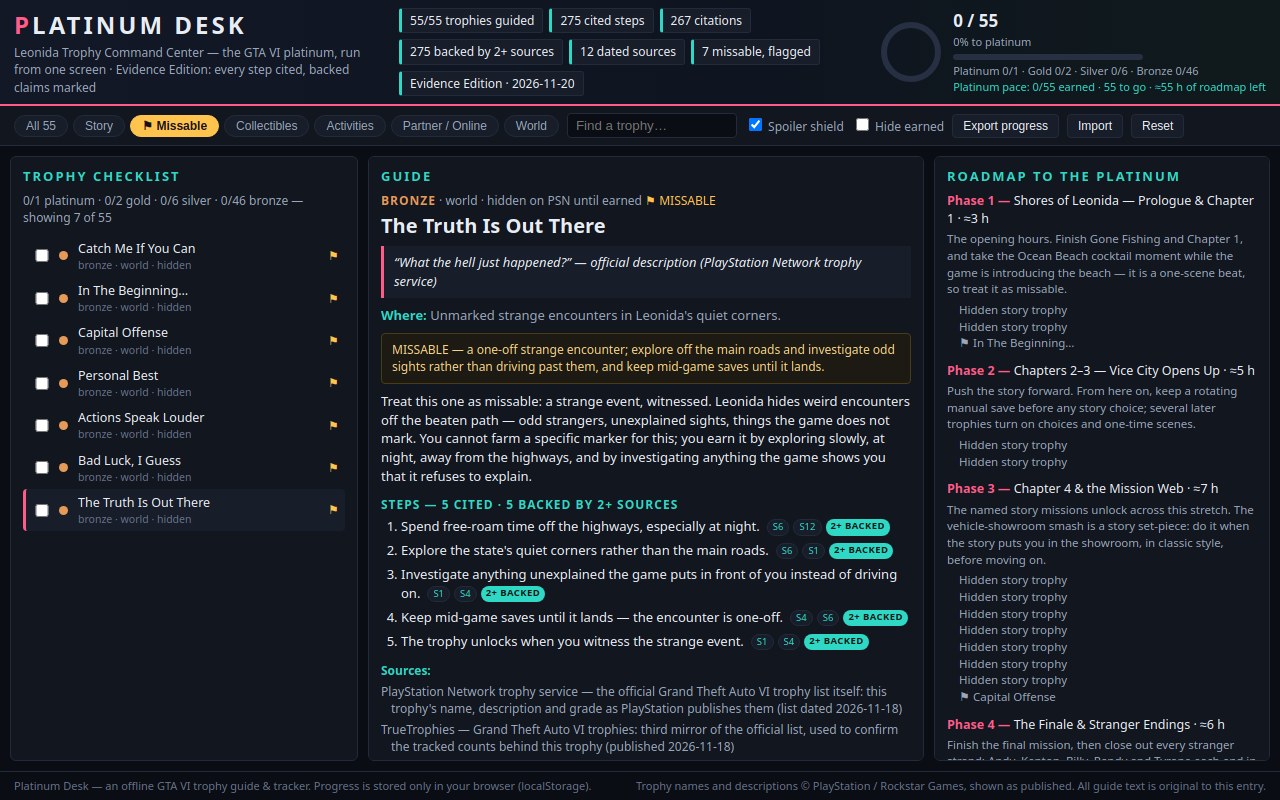 PLATINUM DESK
Leonida Trophy Command Center — the GTA VI platinum, run
from one screen · Evidence Edition: every step cited, backed
claims marked
55/55 trophies guided
275 cited steps
267 citations
275 backed by 2+ sources
12 dated sources
7 missable, flagged
Evidence Edition · 2026-11-20
0 / 55
0% to platinum
Platinum 0/1 · Gold 0/2 · Silver 0/6 · Bronze 0/46
Platinum pace: 0/55 earned · 55 to go · ≈55 h of roadmap left
All 55
Story
⚑ Missable
Collectibles
Activities
Partner / Online
World
Find a trophy…
Spoiler shield
Hide earned
Export progress
Import
Reset
TROPHY CHECKLIST
0/1 platinum · 0/2 gold · 0/6 silver · 0/46 bronze —
showing 7 of 55
Catch Me If You Can
bronze · world · hidden
⚑
In The Beginning…
bronze · world · hidden
⚑
Capital Offense
bronze · world · hidden
⚑
Personal Best
bronze · world · hidden
⚑
Actions Speak Louder
bronze · world · hidden
⚑
Bad Luck, I Guess
bronze · world · hidden
⚑
The Truth Is Out There
bronze · world · hidden
⚑
GUIDE
BRONZE · world · hidden on PSN until earned ⚑ MISSABLE
The Truth Is Out There
“What the hell just happened?” — official description (PlayStation Network trophy
service)
Where: Unmarked strange encounters in Leonida's quiet corners.
MISSABLE — a one-off strange encounter; explore off the main roads and investigate odd
sights rather than driving past them, and keep mid-game saves until it lands.
Treat this one as missable: a strange event, witnessed. Leonida hides weird encounters
off the beaten path — odd strangers, unexplained sights, things the game does not
mark. You cannot farm a specific marker for this; you earn it by exploring slowly, at
night, away from the highways, and by investigating anything the game shows you
that it refuses to explain.
STEPS — 5 CITED · 5 BACKED BY 2+ SOURCES
1. Spend free-roam time off the highways, especially at night. S6 S12 2+ BACKED
2. Explore the state's quiet corners rather than the main roads. S6 S1 2+ BACKED
3. Investigate anything unexplained the game puts in front of you instead of driving
on. S1 S4 2+ BACKED
4. Keep mid-game saves until it lands — the encounter is one-off. S4 S6 2+ BACKED
5. The trophy unlocks when you witness the strange event. S1 S4 2+ BACKED
Sources:
PlayStation Network trophy service — the official Grand Theft Auto VI trophy list itself: this
trophy's name, description and grade as PlayStation publishes them (list dated 2026-11-18)
TrueTrophies — Grand Theft Auto VI trophies: third mirror of the official list, used to confirm
the tracked counts behind this trophy (published 2026-11-18)
ROADMAP TO THE PLATINUM
Phase 1 — Shores of Leonida — Prologue & Chapter
1 · ≈3 h
The opening hours. Finish Gone Fishing and Chapter 1,
and take the Ocean Beach cocktail moment while the
game is introducing the beach — it is a one-scene beat,
so treat it as missable.
Hidden story trophy
Hidden story trophy
⚑ In The Beginning…
Phase 2 — Chapters 2–3 — Vice City Opens Up · ≈5 h
Push the story forward. From here on, keep a rotating
manual save before any story choice; several later
trophies turn on choices and one-time scenes.
Hidden story trophy
Hidden story trophy
Phase 3 — Chapter 4 & the Mission Web · ≈7 h
The named story missions unlock across this stretch. The
vehicle-showroom smash is a story set-piece: do it when
the story puts you in the showroom, in classic style,
before moving on.
Hidden story trophy
Hidden story trophy
Hidden story trophy
Hidden story trophy
Hidden story trophy
Hidden story trophy
Hidden story trophy
⚑ Capital Offense
Phase 4 — The Finale & Stranger Endings · ≈6 h
Finish the final mission, then close out every stranger
Platinum Desk — an offline GTA VI trophy guide & tracker. Progress is stored only in your browser (localStorage).
Trophy names and descriptions © PlayStation / Rockstar Games, shown as published. All guide text is original to this entry.